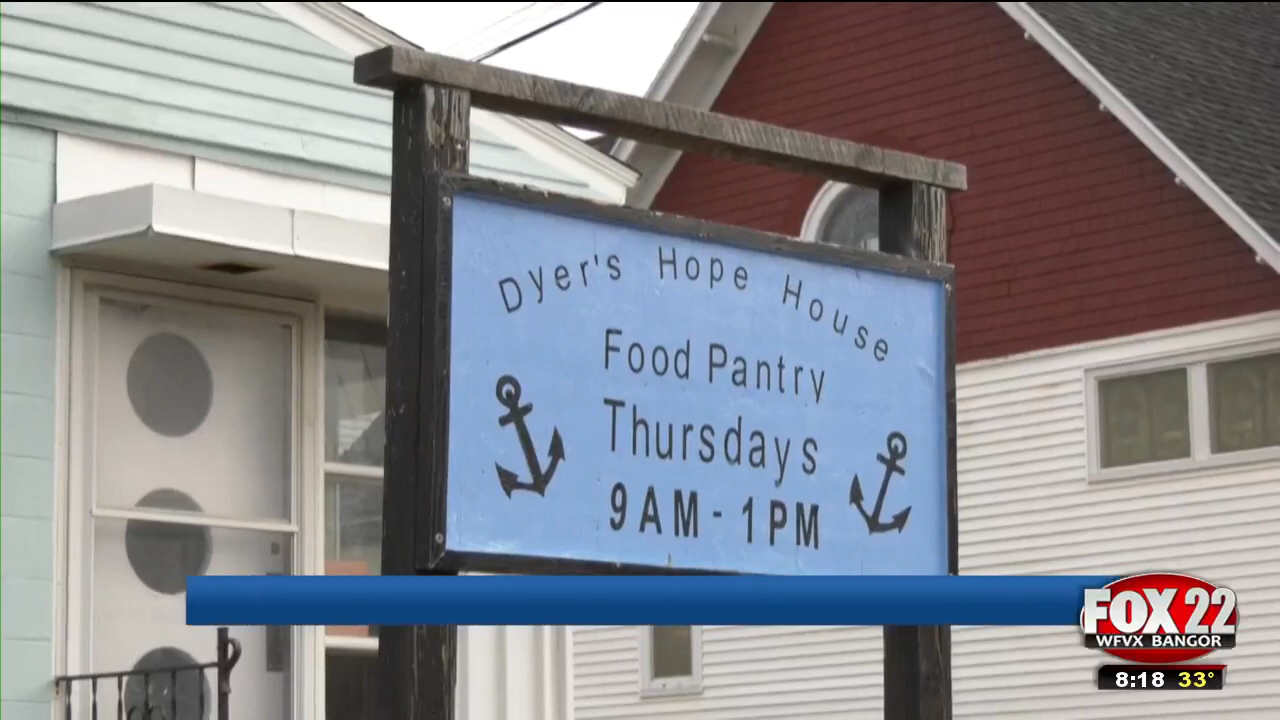 Dyer's Hope House
Food Pantry
Thursdays
9AM - 1PM
FOX 22
WFVX BANGOR
8:18 33°